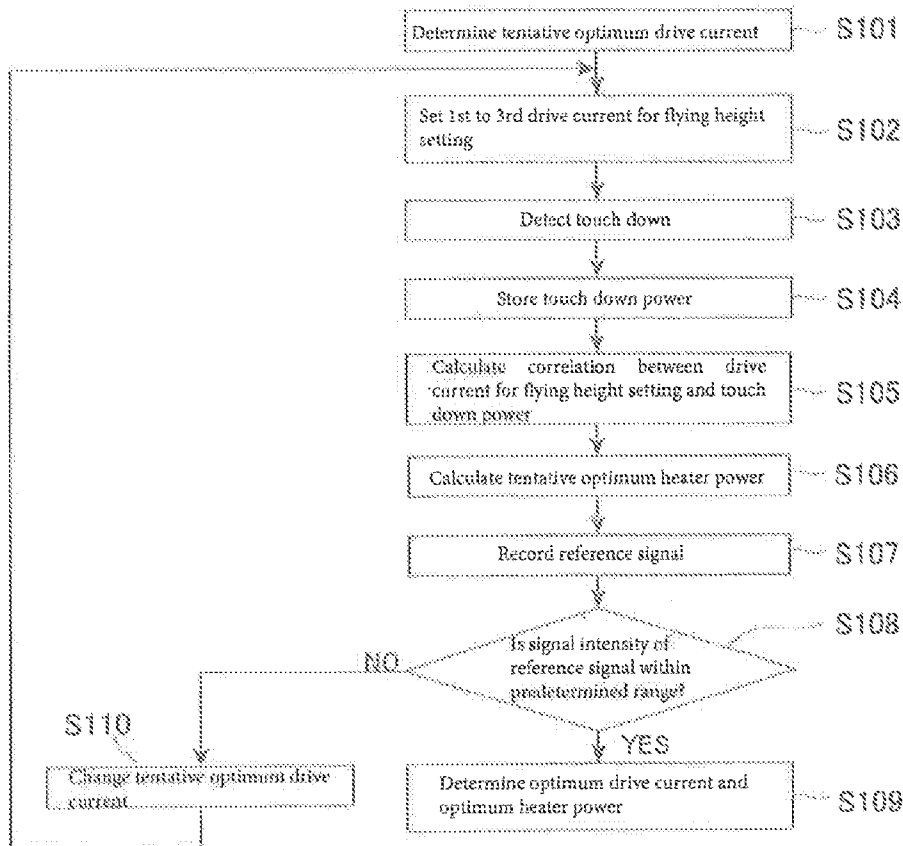 Determine tentative optimum drive current
S101
Set 1st to 3rd drive current for flying height
setting
S102
Detect touch down
S103
Store touch down power
S104
Calculate correlation between drive
current for flying height setting and touch
down power
S105
Calculate tentative optimum heater power
S106
Record reference signal
S107
Is signal intensity of
reference signal within
predetermined range?
S108
NO
YES
S110
Change tentative optimum drive
current
Determine optimum drive current and
optimum heater power
S109